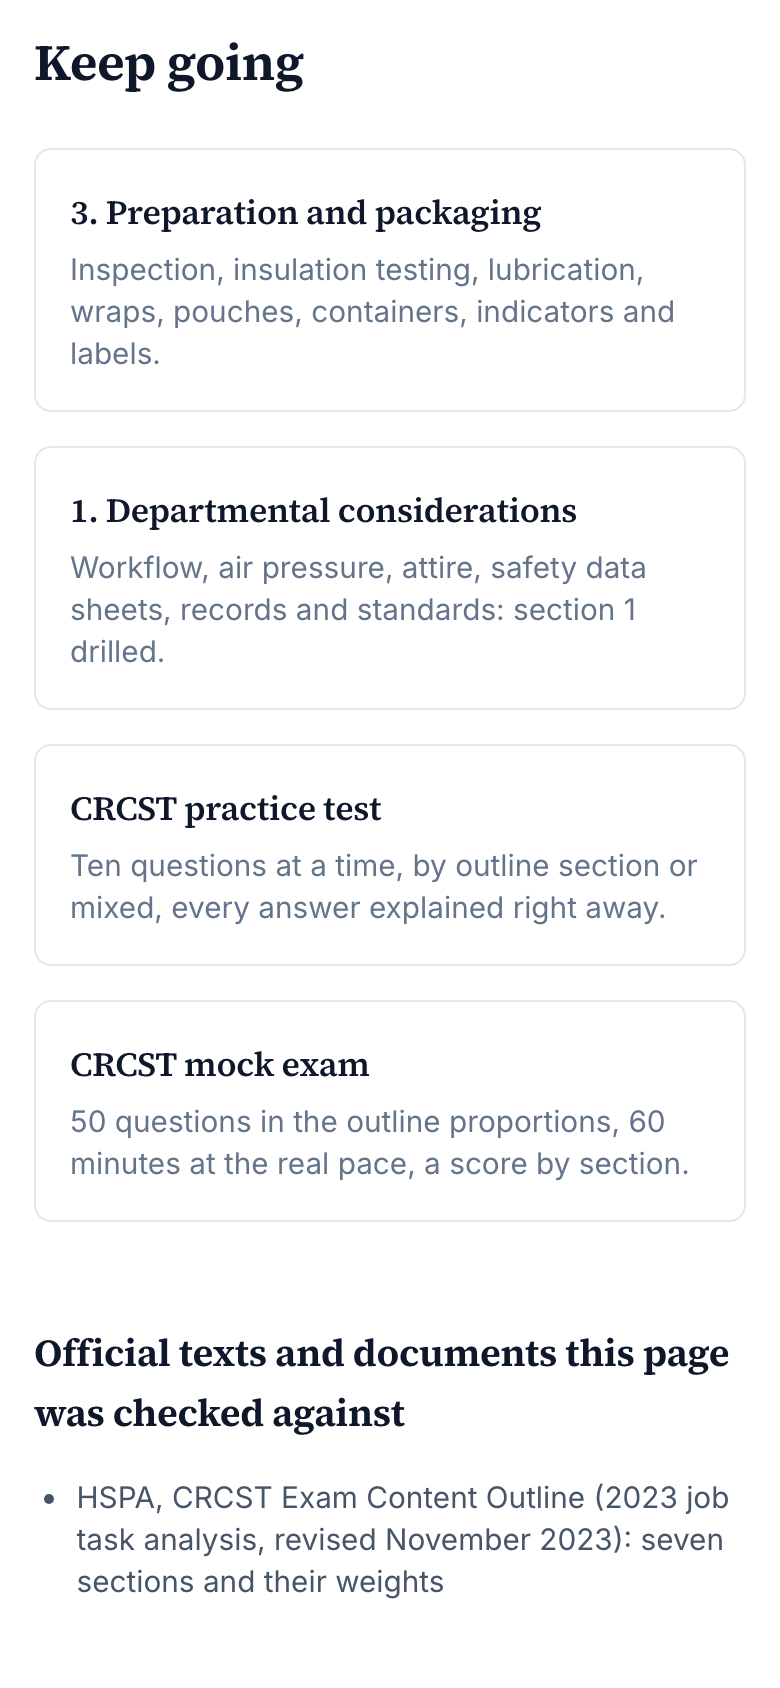 Keep going
3. Preparation and packaging
Inspection, insulation testing, lubrication,
wraps, pouches, containers, indicators and
labels.
1. Departmental considerations
Workflow, air pressure, attire, safety data
sheets, records and standards: section 1
drilled.
CRCST practice test
Ten questions at a time, by outline section or
mixed, every answer explained right away.
CRCST mock exam
50 questions in the outline proportions, 60
minutes at the real pace, a score by section.
Official texts and documents this page
was checked against
• HSPA, CRCST Exam Content Outline (2023 job
task analysis, revised November 2023): seven
sections and their weights